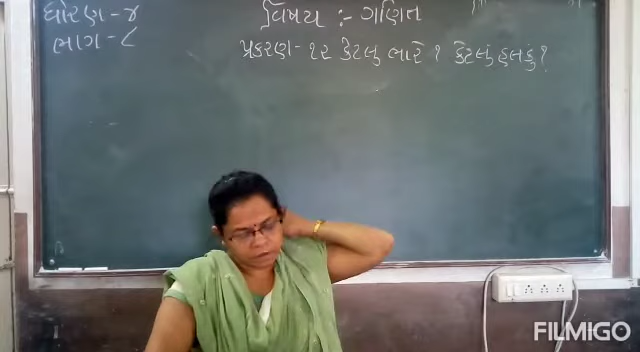 ધોરણ-૪
ભાગ-૮
વિષય :- ગણિત
પ્રકરણ-૧૨ કેટલુ ભારે ? કેટલું હલકું ?
FILMIGO